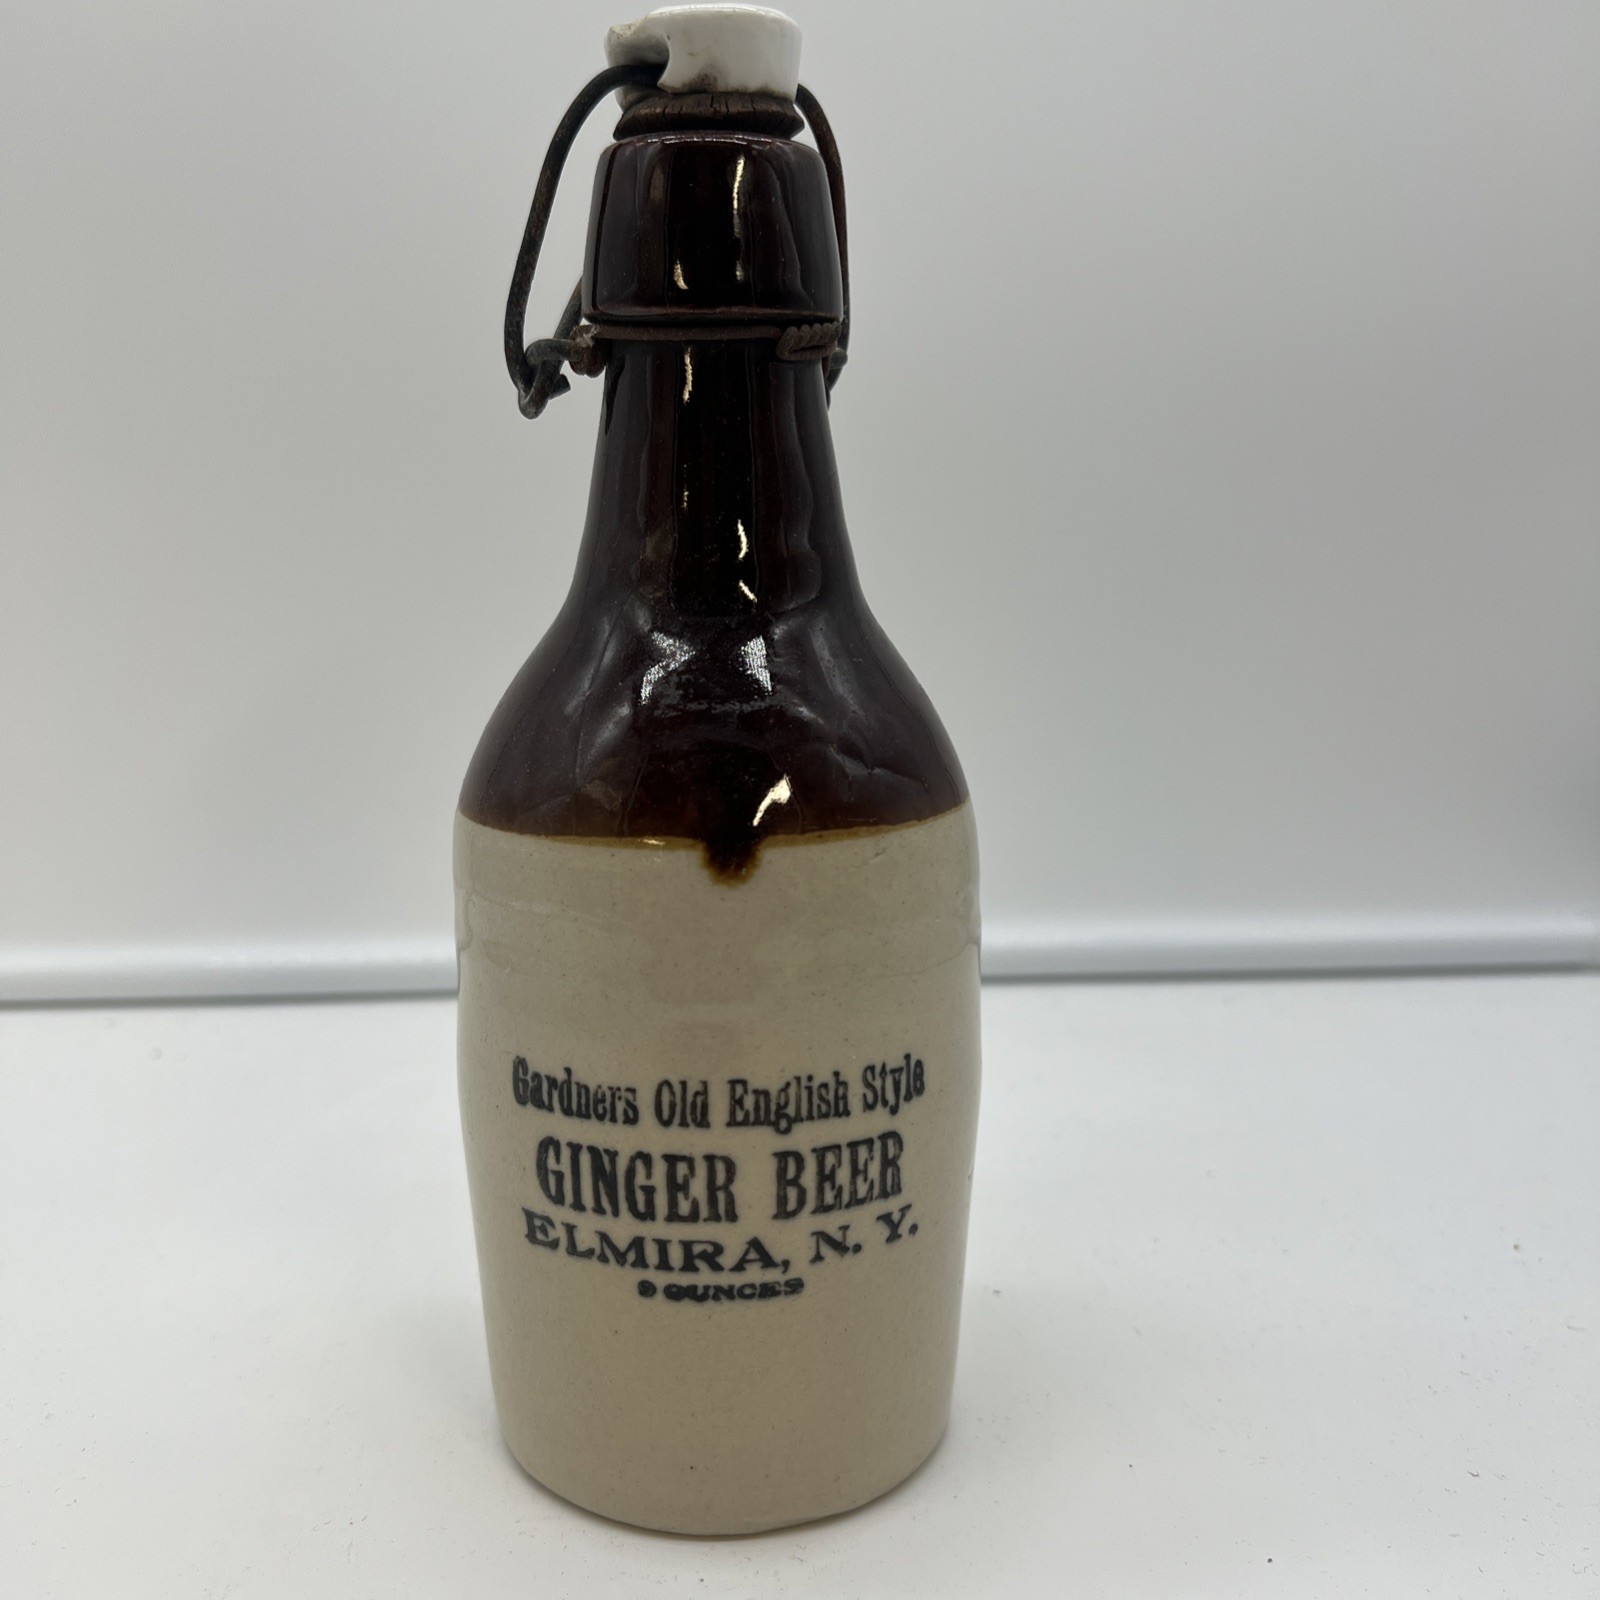 Gardners Old English Style
GINGER BEER
ELMIRA, N. Y.
9 OUNCES